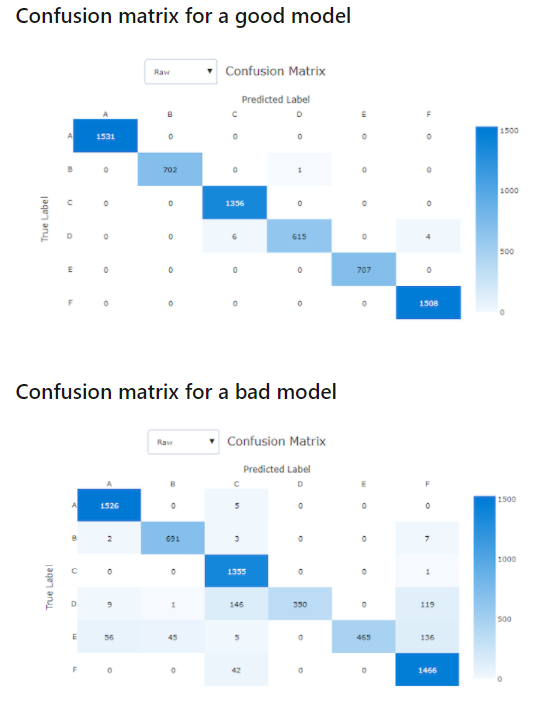 Confusion matrix for a good model
Raw ▼ Confusion Matrix
Predicted Label
A B C D E F
A 1531 0 0 0 0 0
B 0 702 0 1 0 0
C 0 0 1356 0 0 0
D 0 0 6 615 0 4
E 0 0 0 0 707 0
F 0 0 0 0 0 1508
True Label
1500
1000
500
0
Confusion matrix for a bad model
Raw ▼ Confusion Matrix
Predicted Label
A B C D E F
A 1526 0 5 0 0 0
B 2 691 3 0 0 7
C 0 0 1355 0 0 1
D 9 1 146 350 0 119
E 56 45 5 0 465 136
F 0 0 42 0 0 1466
True Label
1500
1000
500
0